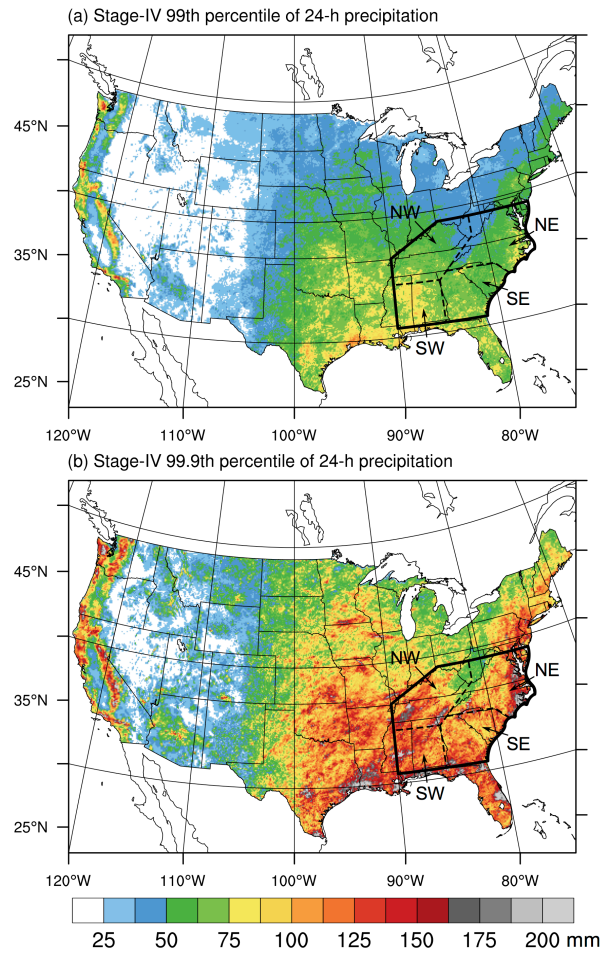 (a) Stage-IV 99th percentile of 24-h precipitation
45°N
35°N
25°N
NW
NE
SE
SW
120°W 110°W 100°W 90°W 80°W
(b) Stage-IV 99.9th percentile of 24-h precipitation
45°N
35°N
25°N
NW
NE
SE
SW
120°W 110°W 100°W 90°W 80°W
25 50 75 100 125 150 175 200 mm